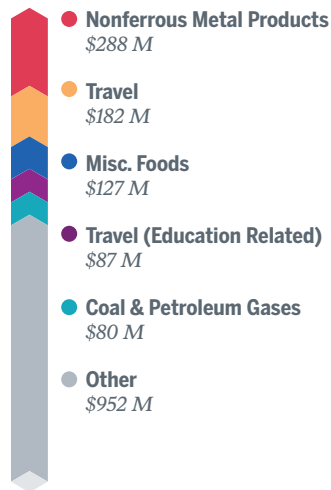 Nonferrous Metal Products
$288 M
Travel
$182 M
Misc. Foods
$127 M
Travel (Education Related)
$87 M
Coal & Petroleum Gases
$80 M
Other
$952 M